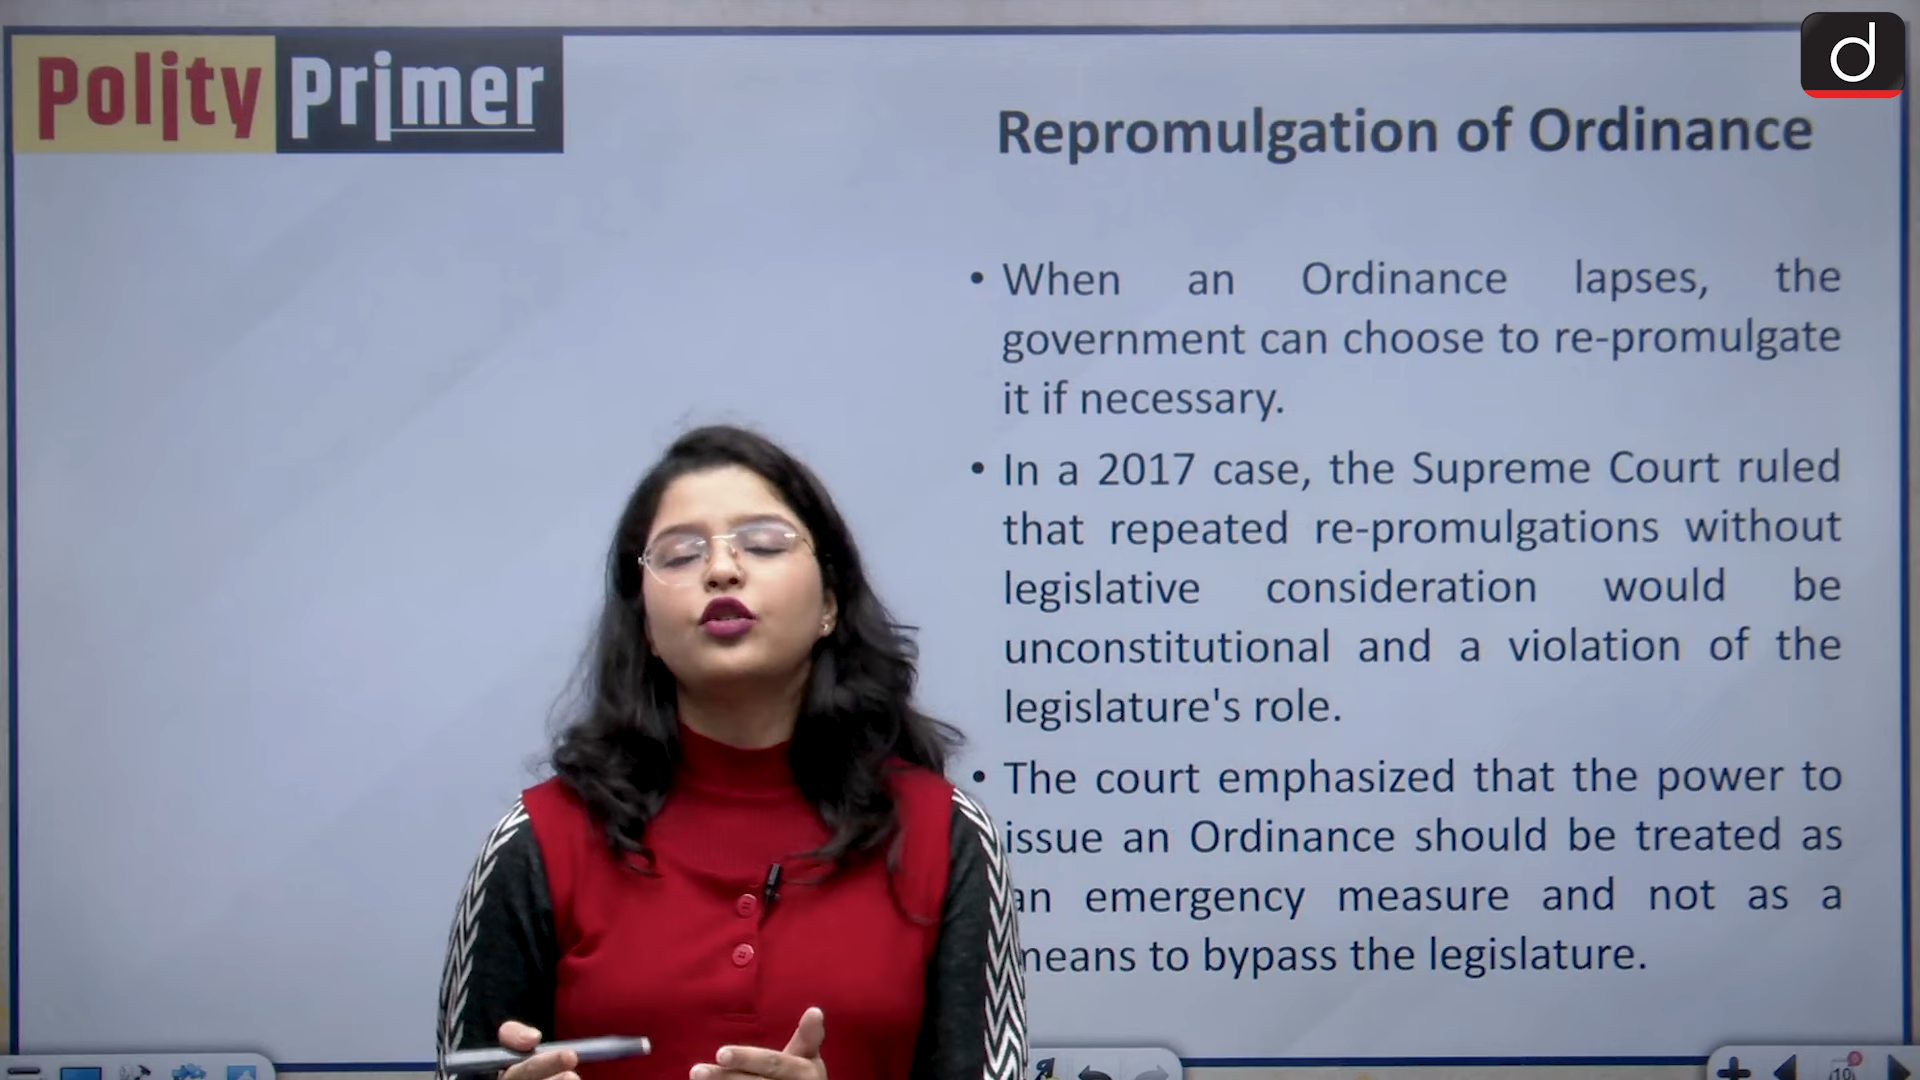 Polity Primer
d
Repromulgation of Ordinance
• When an Ordinance lapses, the
government can choose to re-promulgate
it if necessary.
• In a 2017 case, the Supreme Court ruled
that repeated re-promulgations without
legislative consideration would be
unconstitutional and a violation of the
legislature's role.
• The court emphasized that the power to
issue an Ordinance should be treated as
an emergency measure and not as a
means to bypass the legislature.